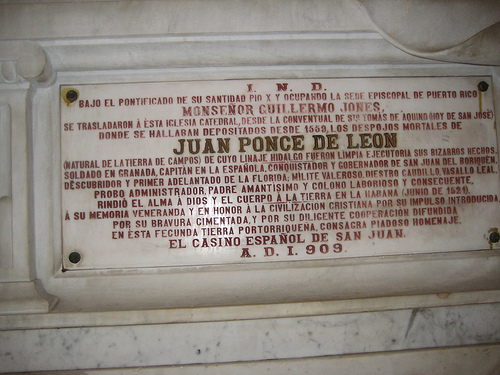 I. N. D.
BAJO EL PONTIFICADO DE SU SANTIDAD PIO X Y OCUPANDO LA SEDE EPISCOPAL DE PUERTO RICO
MONSEÑOR GUILLERMO JONES,
SE TRASLADARON Á ÉSTA IGLESIA CATEDRAL, DESDE LA CONVENTUAL DE STO TOMÁS DE AQUINO (HOY DE SAN JOSÉ)
DONDE SE HALLABAN DEPOSITADOS DESDE 1559, LOS DESPOJOS MORTALES DE
JUAN PONCE DE LEON
(NATURAL DE LA TIERRA DE CAMPOS) DE CUYO LINAJE HIDALGO FUERON LIMPIA EJECUTORIA SUS BIZARROS HECHOS.
SOLDADO EN GRANADA, CAPITÁN EN LA ESPAÑOLA, CONQUISTADOR Y GOBERNADOR DE SAN JUAN DEL BORIQUÉN,
DESCUBRIDOR Y PRIMER ADELANTADO DE LA FLORIDA; MILITE VALEROSO, DIESTRO CAUDILLO, VASALLO LEAL,
PROBO ADMINISTRADOR, PADRE AMANTISIMO Y COLONO LABORIOSO Y CONSECUENTE,
RINDIÓ EL ALMA Á DIOS Y EL CUERPO Á LA TIERRA EN LA HABANA (JUNIO DE 1521).
Á SU MEMORIA VENERANDA Y EN HONOR Á LA CIVILIZACIÓN CRISTIANA POR SU IMPULSO INTRODUCIDA,
POR SU BRAVURA CIMENTADA, Y POR SU DILIGENTE COOPERACIÓN DIFUNDIDA
EN ÉSTA FECUNDA TIERRA PORTORRIQUEÑA, CONSAGRA PIADOSO HOMENAJE,
EL CASINO ESPAÑOL DE SAN JUAN.
A. D. 1.909.